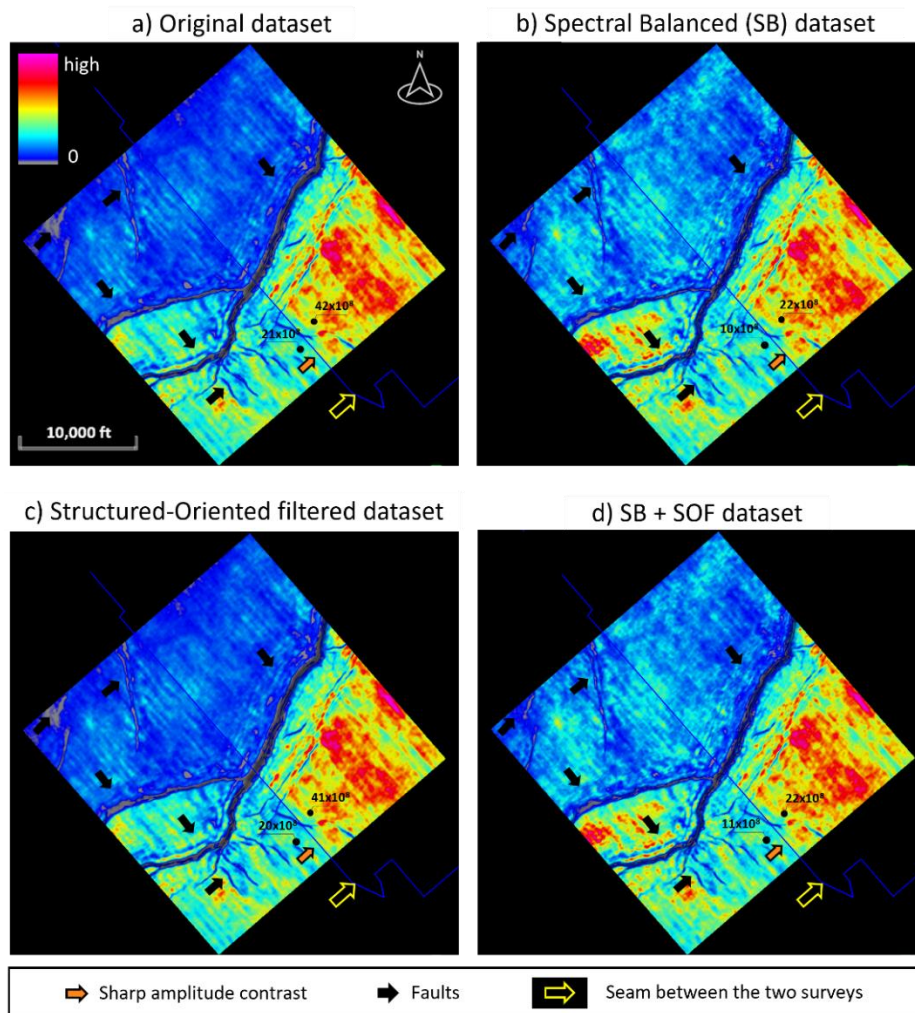 a) Original dataset
b) Spectral Balanced (SB) dataset
high
0
N
42x10⁸
21x10⁸
10,000 ft
22x10⁸
10x10⁸
c) Structured-Oriented filtered dataset
d) SB + SOF dataset
41x10⁸
20x10⁸
22x10⁸
11x10⁸
Sharp amplitude contrast
Faults
Seam between the two surveys